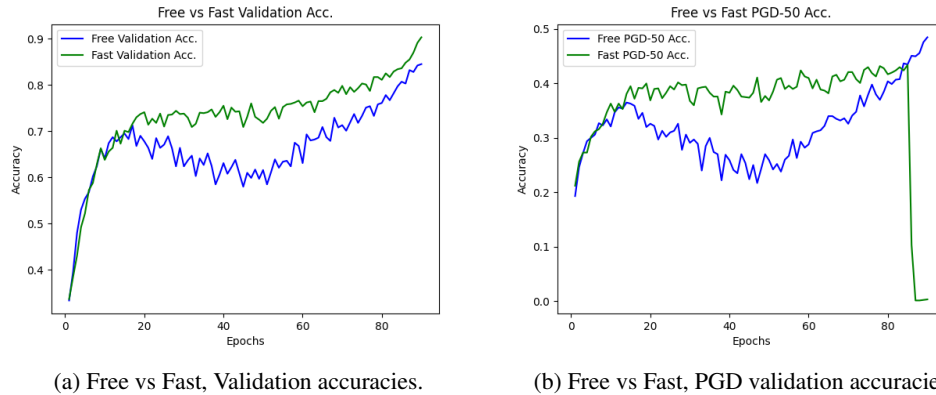 Free vs Fast Validation Acc.
Free Validation Acc.
Fast Validation Acc.
Accuracy
0.9
0.8
0.7
0.6
0.5
0.4
0
20
40
60
80
Epochs
(a) Free vs Fast, Validation accuracies.
Free vs Fast PGD-50 Acc.
Free PGD-50 Acc.
Fast PGD-50 Acc.
Accuracy
0.5
0.4
0.3
0.2
0.1
0.0
0
20
40
60
80
Epochs
(b) Free vs Fast, PGD validation accuracie